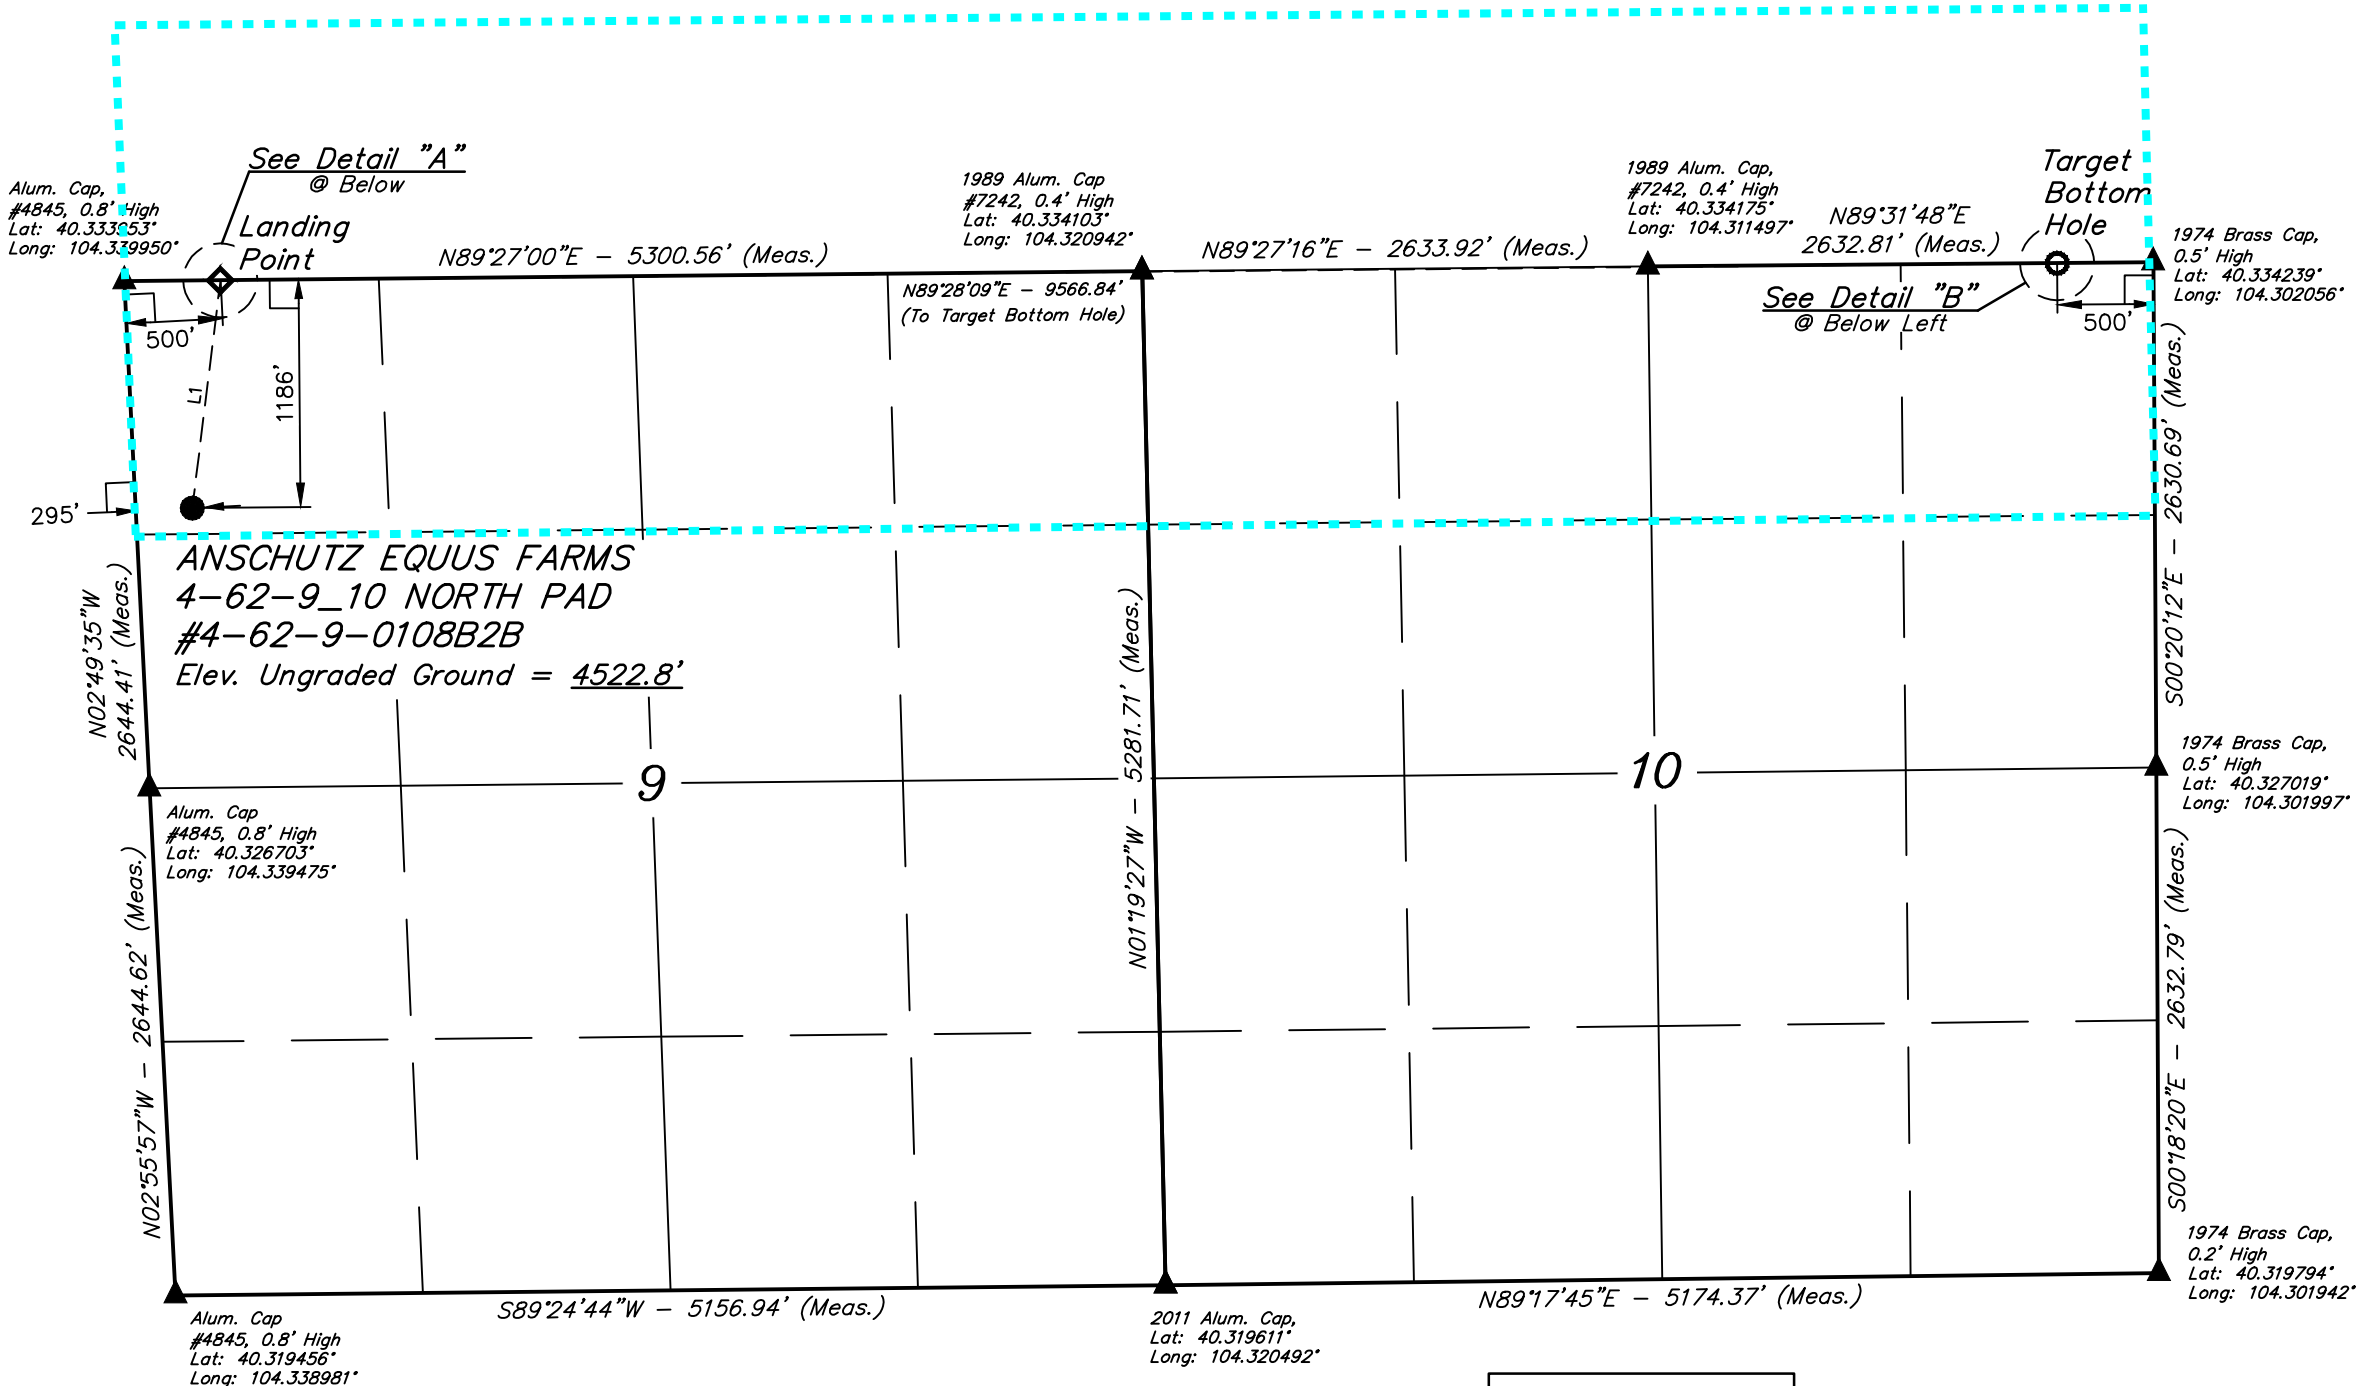 See Detail "A"
@ Below
Alum. Cap,
#4845, 0.8' High
Lat: 40.333953°
Long: 104.339950°
Landing
Point
N89°27'00"E - 5300.56' (Meas.)
1989 Alum. Cap
#7242, 0.4' High
Lat: 40.334103°
Long: 104.320942°
N89°27'16"E - 2633.92' (Meas.)
1989 Alum. Cap,
#7242, 0.4' High
Lat: 40.334175°
Long: 104.311497°
N89°31'48"E
2632.81' (Meas.)
Target
Bottom
Hole
1974 Brass Cap,
0.5' High
Lat: 40.334239°
Long: 104.302056°
N89°28'09"E - 9566.84'
(To Target Bottom Hole)
See Detail "B"
@ Below Left
500'
500'
L1
1186'
295'
S00°20'12"E - 2630.69' (Meas.)
ANSCHUTZ EQUUS FARMS
4-62-9_10 NORTH PAD
#4-62-9-0108B2B
Elev. Ungraded Ground = 4522.8'
N02°49'35"W
2644.41' (Meas.)
N01°19'27"W - 5281.71' (Meas.)
9
10
1974 Brass Cap,
0.5' High
Lat: 40.327019°
Long: 104.301997°
Alum. Cap
#4845, 0.8' High
Lat: 40.326703°
Long: 104.339475°
N02°55'57"W - 2644.62' (Meas.)
S00°18'20"E - 2632.79' (Meas.)
1974 Brass Cap,
0.2' High
Lat: 40.319794°
Long: 104.301942°
S89°24'44"W - 5156.94' (Meas.)
N89°17'45"E - 5174.37' (Meas.)
Alum. Cap
#4845, 0.8' High
Lat: 40.319456°
Long: 104.338981°
2011 Alum. Cap,
Lat: 40.319611°
Long: 104.320492°